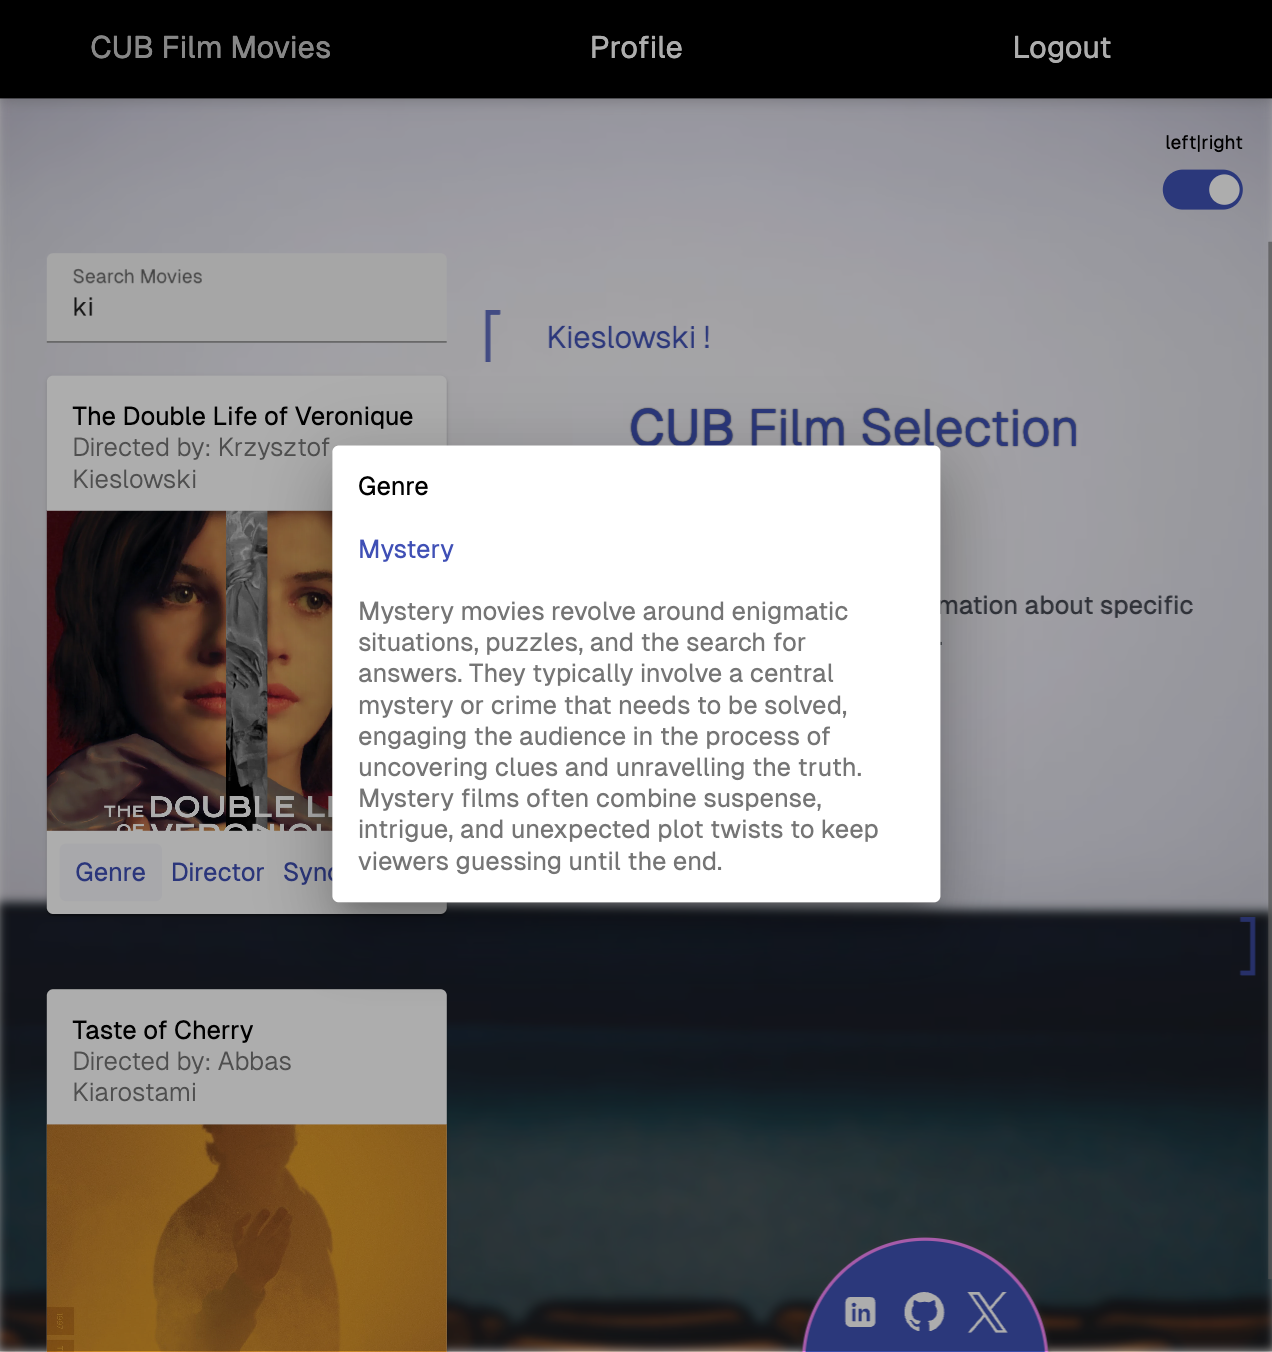 CUB Film Movies
Profile
Logout
left|right
Search Movies
ki
Kieslowski !
CUB Film Selection
The Double Life of Veronique
Directed by: Krzysztof
Kieslowski
Genre
Mystery
Mystery movies revolve around enigmatic
situations, puzzles, and the search for
answers. They typically involve a central
mystery or crime that needs to be solved,
engaging the audience in the process of
uncovering clues and unravelling the truth.
Mystery films often combine suspense,
intrigue, and unexpected plot twists to keep
viewers guessing until the end.
mation about specific
THE DOUBLE LI
OF VERONIQU
Genre
Director
Syno
Taste of Cherry
Directed by: Abbas
Kiarostami
in